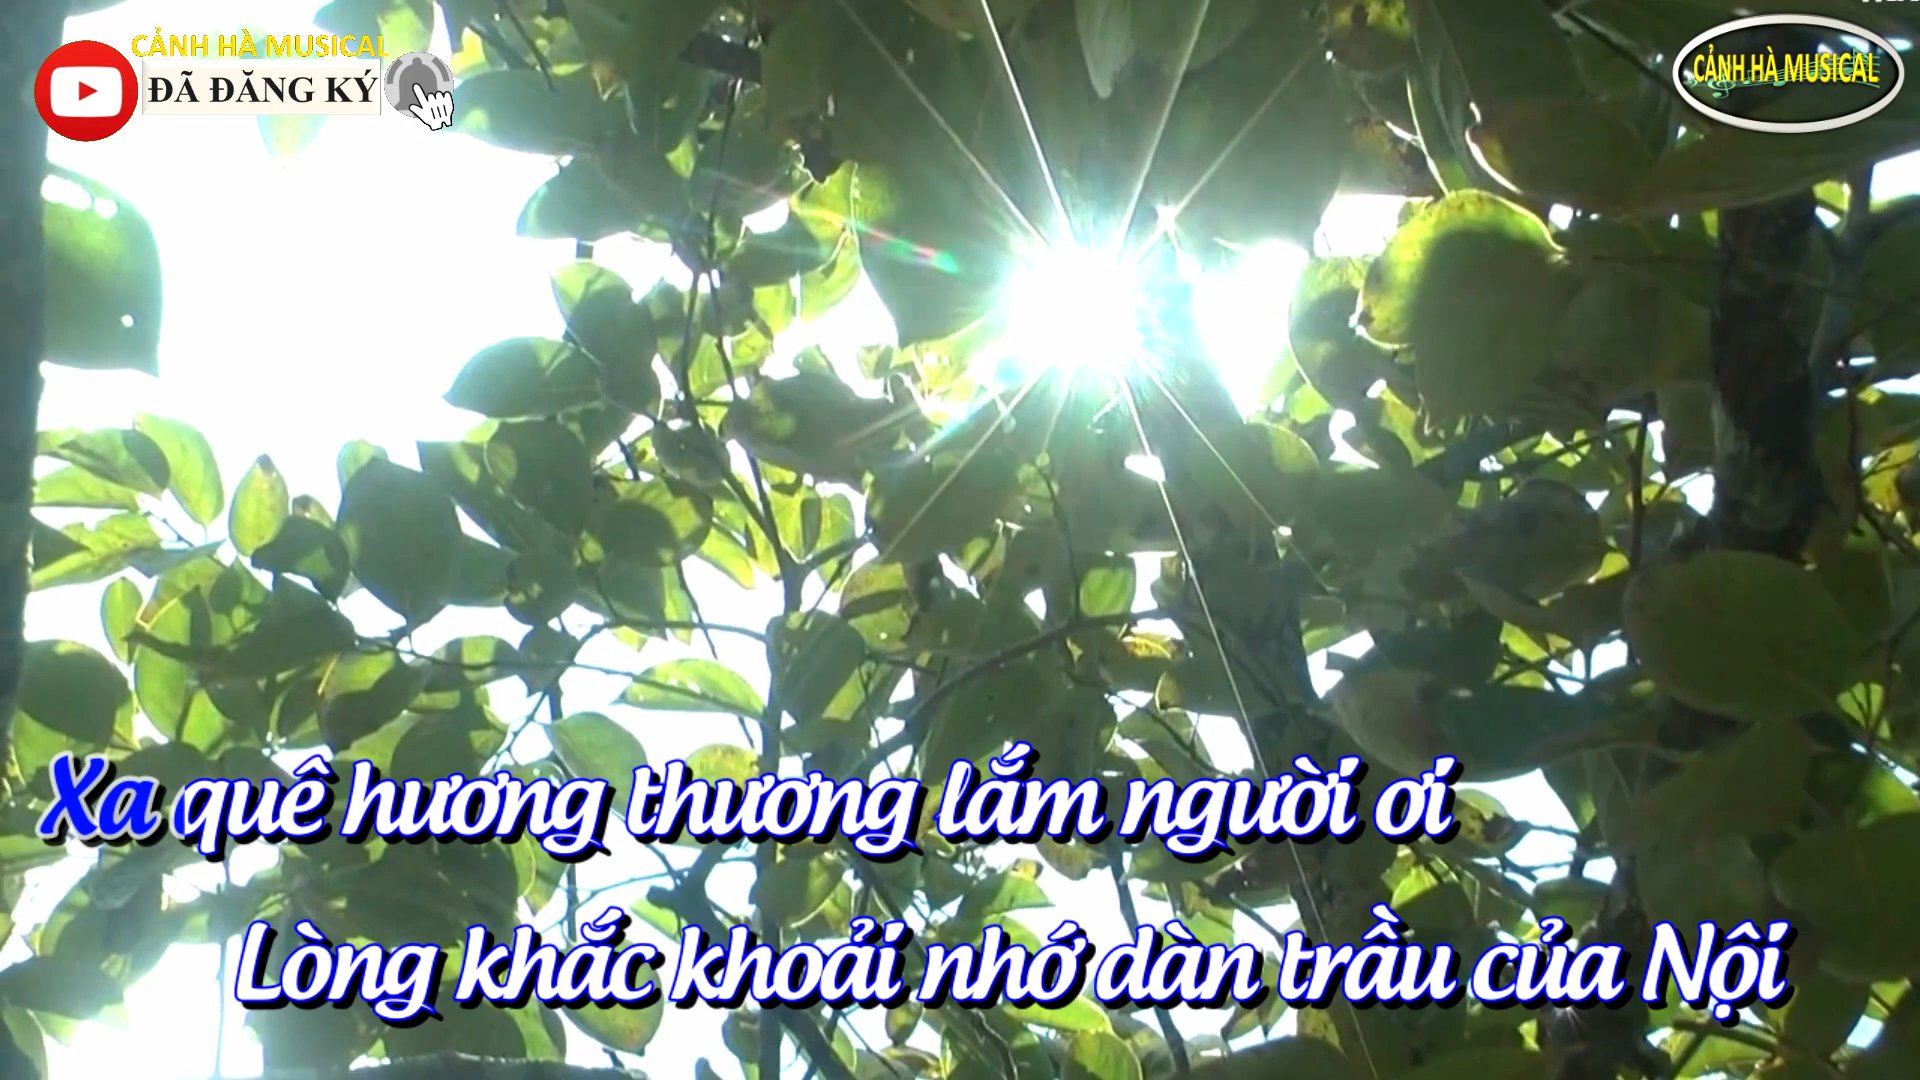 CẢNH HÀ MUSICAL
ĐÃ ĐĂNG KÝ
CẢNH HÀ MUSICAL
Xa quê hương thương lắm người ơi
Lòng khắc khoải nhớ dàn trầu của Nội